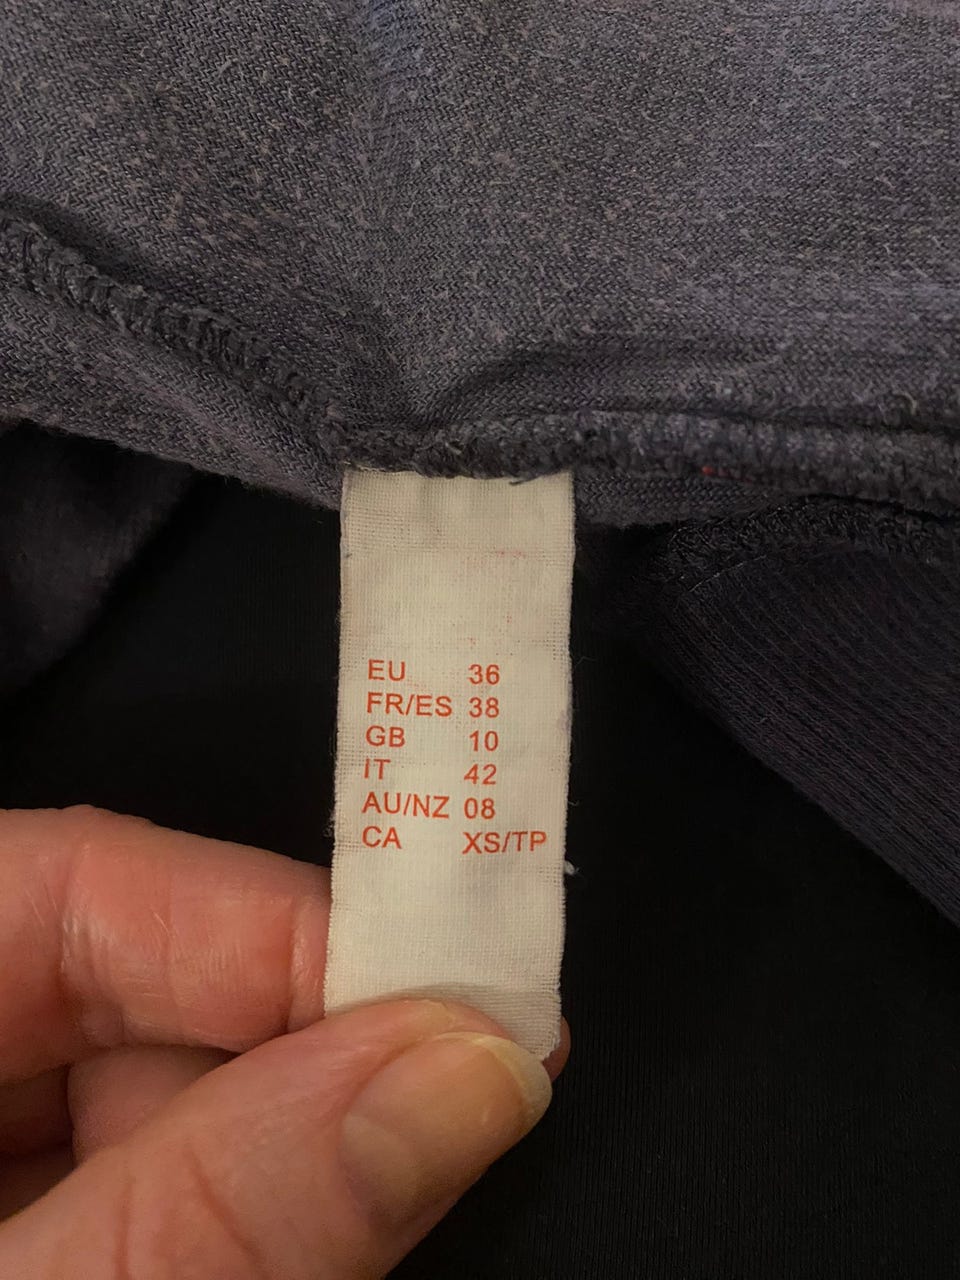 EU 36
FR/ES 38
GB 10
IT 42
AU/NZ 08
CA XS/TP